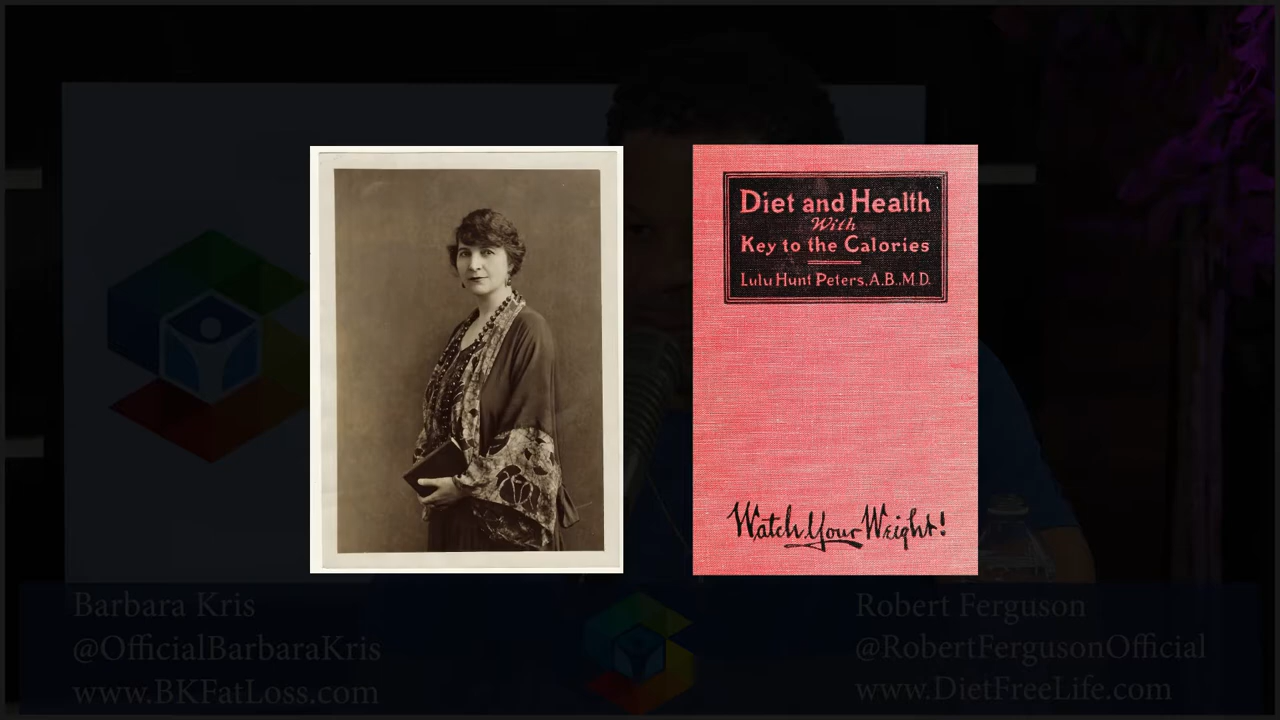 Diet and Health
With
Key to the Calories
Lulu Hunt Peters, A.B., M.D.
Watch Your Weight!
Barbara Kris
@OfficialBarbaraKris
www.BKFatLoss.com
Robert Ferguson
@RobertFergusonOfficial
www.DietFreeLife.com